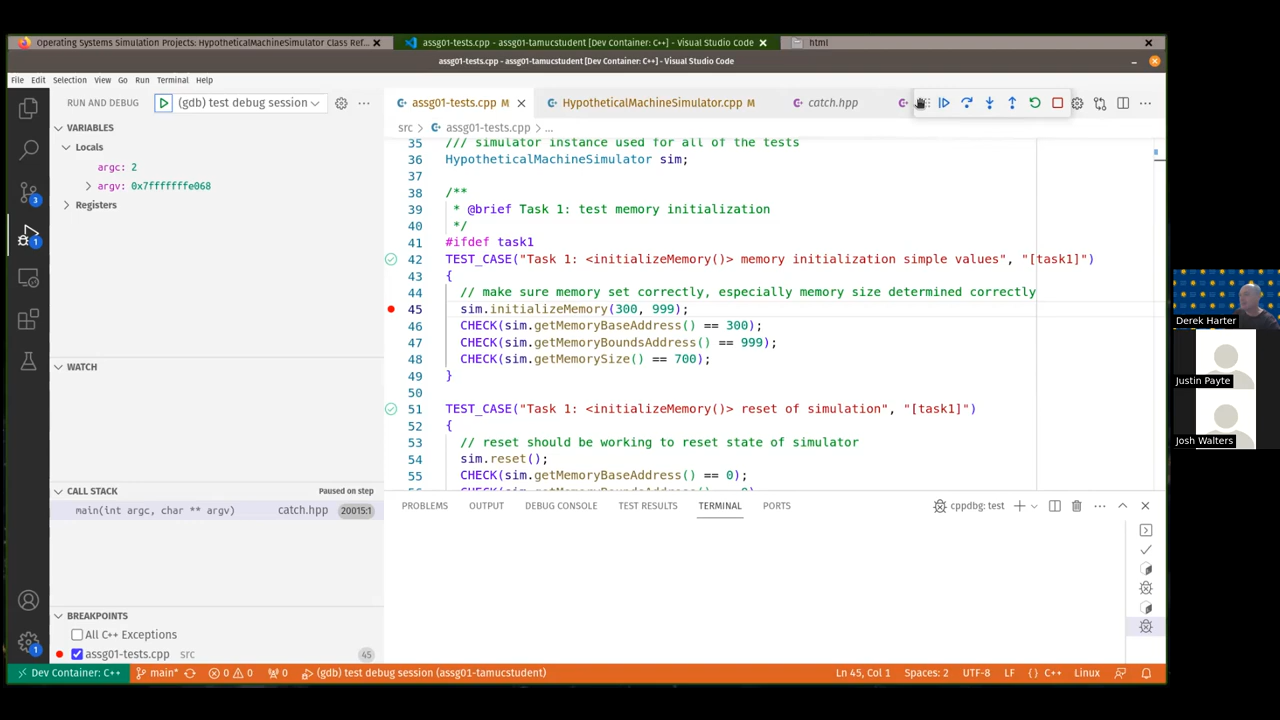 Operating Systems Simulation Projects: HypotheticalMachineSimulator Class Ref...
assg01-tests.cpp - assg01-tamucstudent [Dev Container: C++] - Visual Studio Code
html
assg01-tests.cpp - assg01-tamucstudent [Dev Container: C++] - Visual Studio Code
File Edit Selection View Go Run Terminal Help
RUN AND DEBUG (gdb) test debug session
assg01-tests.cpp M HypotheticalMachineSimulator.cpp M catch.hpp
VARIABLES
Locals
argc: 2
argv: 0x7fffffffe068
Registers
WATCH
CALL STACK Paused on step
main(int argc, char ** argv) catch.hpp 20015:1
BREAKPOINTS
All C++ Exceptions
assg01-tests.cpp src 45
src > assg01-tests.cpp > ...
35 /// simulator instance used for all of the tests
36 HypotheticalMachineSimulator sim;
37
38 /**
39 * @brief Task 1: test memory initialization
40 */
41 #ifdef task1
42 TEST_CASE("Task 1: <initializeMemory()> memory initialization simple values", "[task1]")
43 {
44 // make sure memory set correctly, especially memory size determined correctly
45 sim.initializeMemory(300, 999);
46 CHECK(sim.getMemoryBaseAddress() == 300);
47 CHECK(sim.getMemoryBoundsAddress() == 999);
48 CHECK(sim.getMemorySize() == 700);
49 }
50
51 TEST_CASE("Task 1: <initializeMemory()> reset of simulation", "[task1]")
52 {
53 // reset should be working to reset state of simulator
54 sim.reset();
55 CHECK(sim.getMemoryBaseAddress() == 0);
PROBLEMS OUTPUT DEBUG CONSOLE TEST RESULTS TERMINAL PORTS
cppdbg: test
3
1
1
Dev Container: C++ main* 0 0 0 (gdb) test debug session (assg01-tamucstudent)
Ln 45, Col 1 Spaces: 2 UTF-8 LF {} C++ Linux
Derek Harter
Justin Payte
Josh Walters